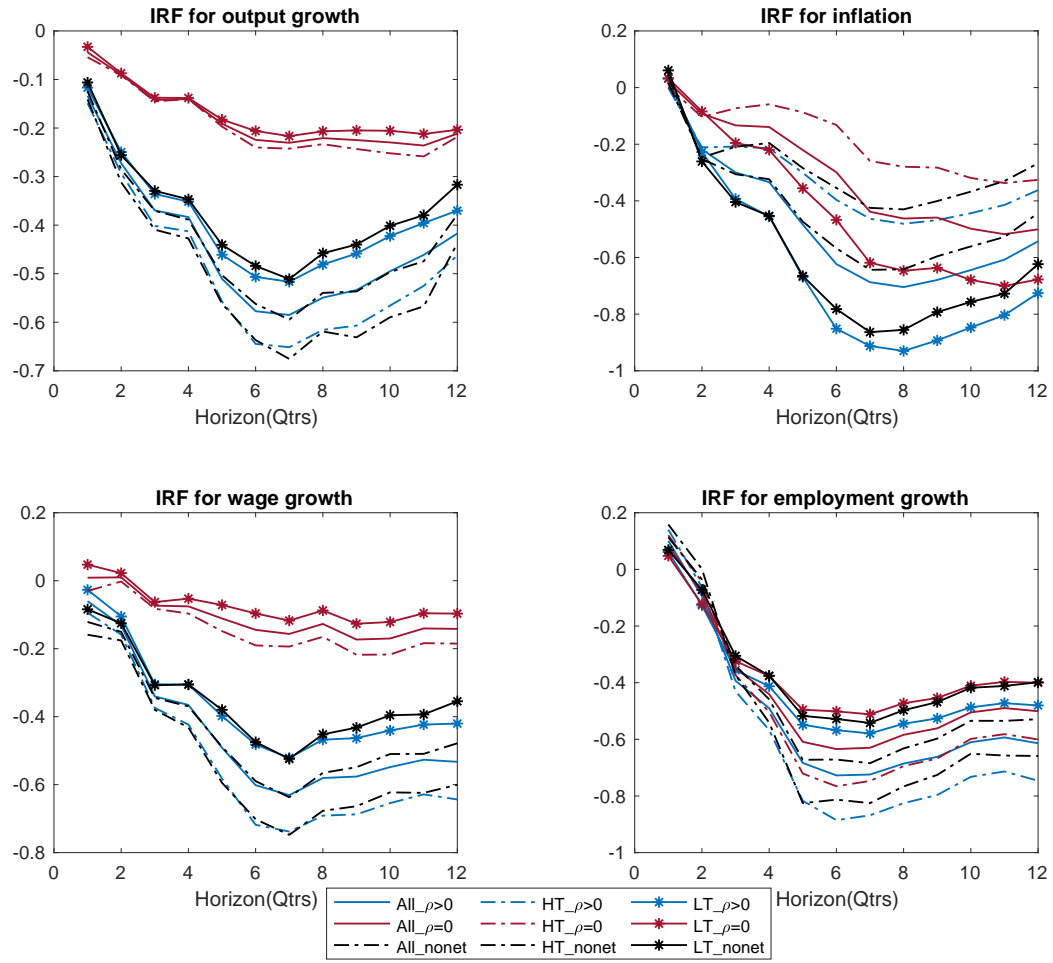 IRF for output growth
0
-0.1
-0.2
-0.3
-0.4
-0.5
-0.6
-0.7
0 2 4 6 8 10 12
Horizon(Qtrs)
IRF for inflation
0.2
0
-0.2
-0.4
-0.6
-0.8
-1
0 2 4 6 8 10 12
Horizon(Qtrs)
IRF for wage growth
0.2
0
-0.2
-0.4
-0.6
-0.8
0 2 4 6 8 10 12
Horizon(Qtrs)
IRF for employment growth
0.2
0
-0.2
-0.4
-0.6
-0.8
-1
0 2 4 6 8 10 12
Horizon(Qtrs)
All_ρ>0 HT_ρ>0 LT_ρ>0
All_ρ=0 HT_ρ=0 LT_ρ=0
All_nonet HT_nonet LT_nonet